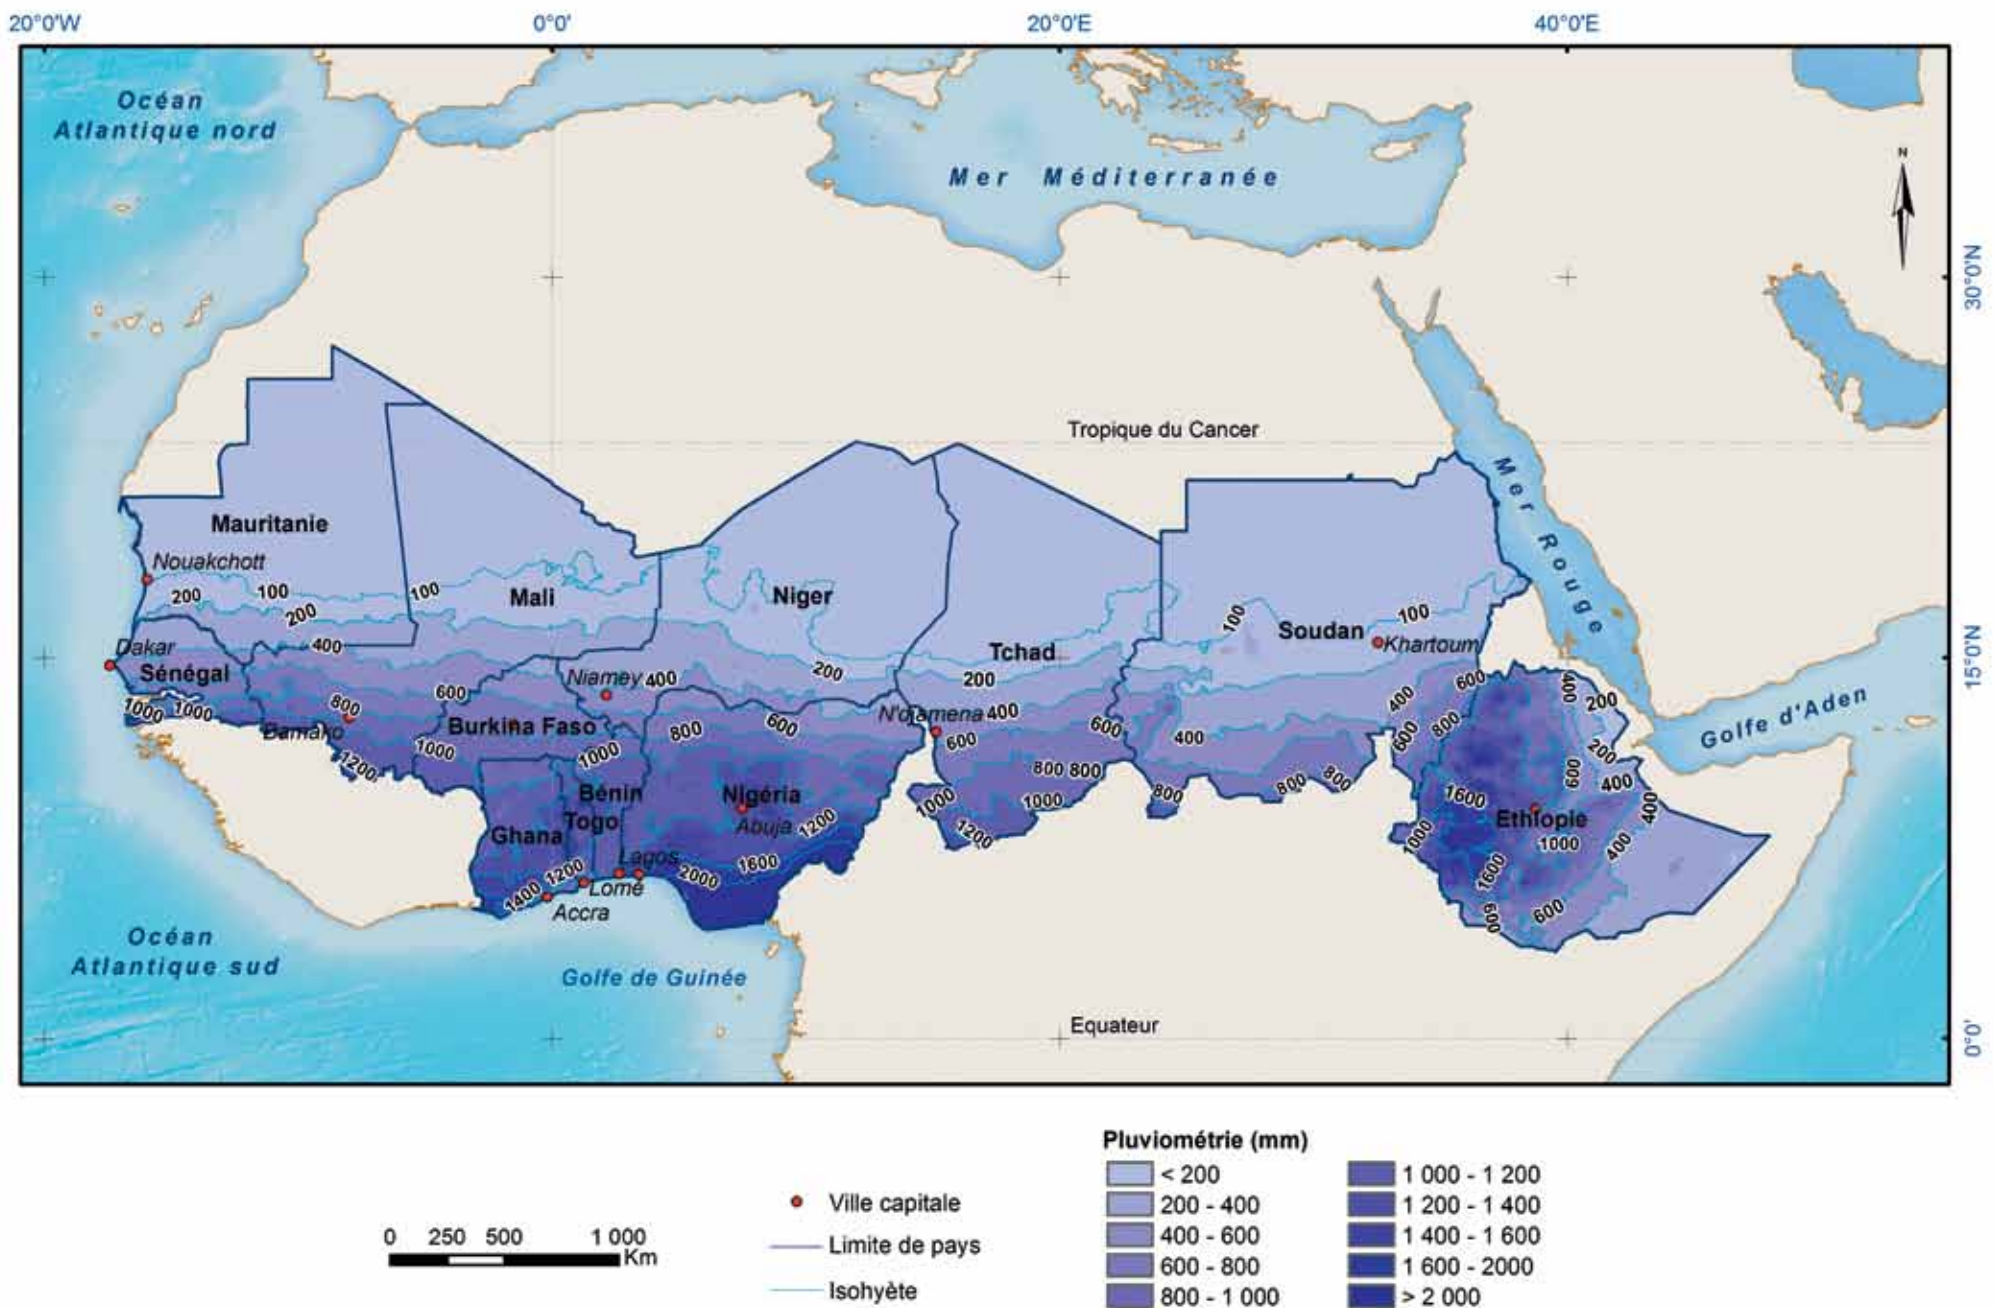 20°0'W 0°0' 20°0'E 40°0'E
Océan
Atlantique nord
Mer Méditerranée
N
30°0'N
Tropique du Cancer
Mer Rouge
Mauritanie
Nouakchott
200 100 100 Mali Niger 100 100
200 Soudan
Khartoum
15°0'N
Dakar 400 Tchad
Sénégal Niamey 400 200 200 600 400 200
1000 1000 800 600 400 800
Bamako Burkina Faso 800 600 N'djamena 400 600 400 600 Golfe d'Aden
1000 1000 600 400 200
1200 800 800 800 800 800 600 400
Bénin Nigéria 1000 1000 1600 400
Ghana Togo Abuja 1200 1200 1000 Ethiopie
Lagos 1600 1000 400
1400 1200 Lomé 2000 1600
Accra 600 600
Océan
Atlantique sud
Golfe de Guinée
Equateur
0°0'
Pluviométrie (mm)
< 200
200 - 400
400 - 600
600 - 800
800 - 1 000
1 000 - 1 200
1 200 - 1 400
1 400 - 1 600
1 600 - 2000
> 2 000
Ville capitale
Limite de pays
Isohyète
0 250 500 1 000
Km